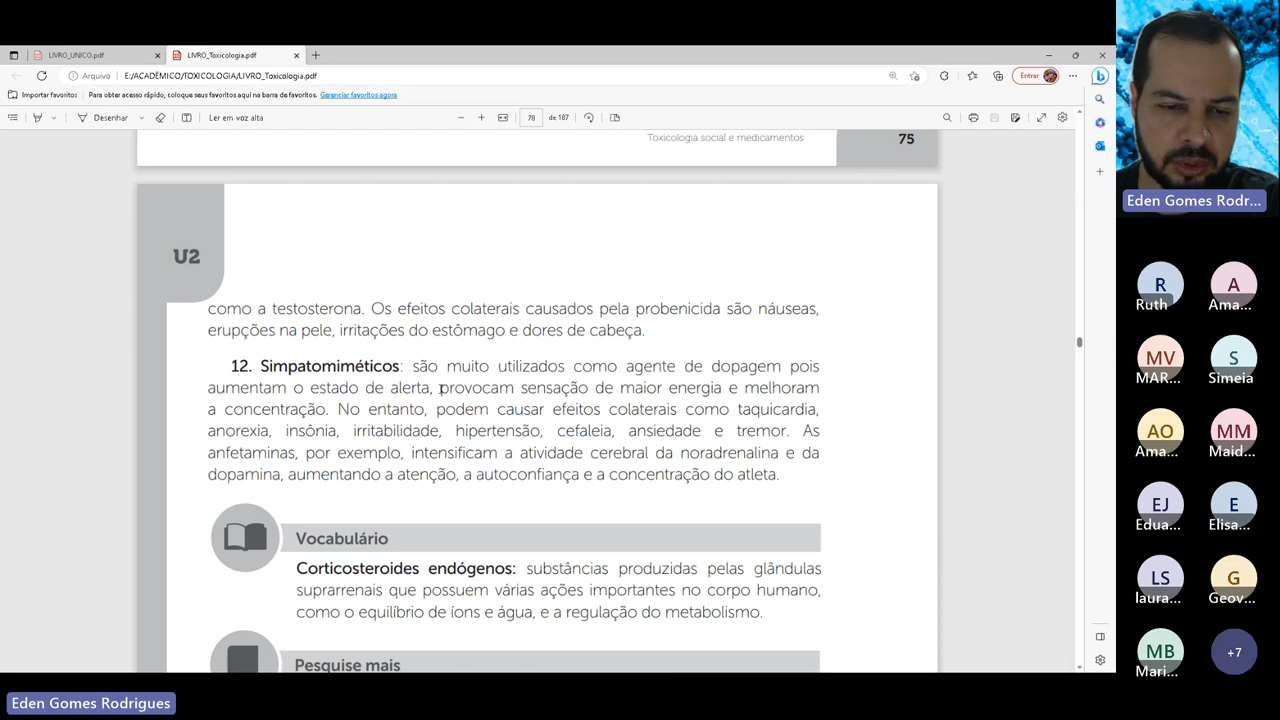 LIVRO_UNICO.pdf
LIVRO_Toxicologia.pdf
Arquivo
E:/ACADÊMICO/TOXICOLOGIA/LIVRO_Toxicologia.pdf
Entrar
Importar favoritos
Para obter acesso rápido, coloque seus favoritos aqui na barra de favoritos. Gerenciar favoritos agora
Desenhar
Ler em voz alta
78
de 187
Toxicologia social e medicamentos
75
U2
como a testosterona. Os efeitos colaterais causados pela probenicida são náuseas,
erupções na pele, irritações do estômago e dores de cabeça.
12. Simpatomiméticos: são muito utilizados como agente de dopagem pois
aumentam o estado de alerta, provocam sensação de maior energia e melhoram
a concentração. No entanto, podem causar efeitos colaterais como taquicardia,
anorexia, insônia, irritabilidade, hipertensão, cefaleia, ansiedade e tremor. As
anfetaminas, por exemplo, intensificam a atividade cerebral da noradrenalina e da
dopamina, aumentando a atenção, a autoconfiança e a concentração do atleta.
Vocabulário
Corticosteroides endógenos: substâncias produzidas pelas glândulas
suprarrenais que possuem várias ações importantes no corpo humano,
como o equilíbrio de íons e água, e a regulação do metabolismo.
Pesquise mais
Eden Gomes Rodrigues
Eden Gomes Rodr...
R
Ruth
A
Ama...
MV
MAR...
S
Simeia
AO
Ama...
MM
Maid...
EJ
Edua...
E
Elisa...
LS
laura...
G
Geov...
MB
Mari...
+7